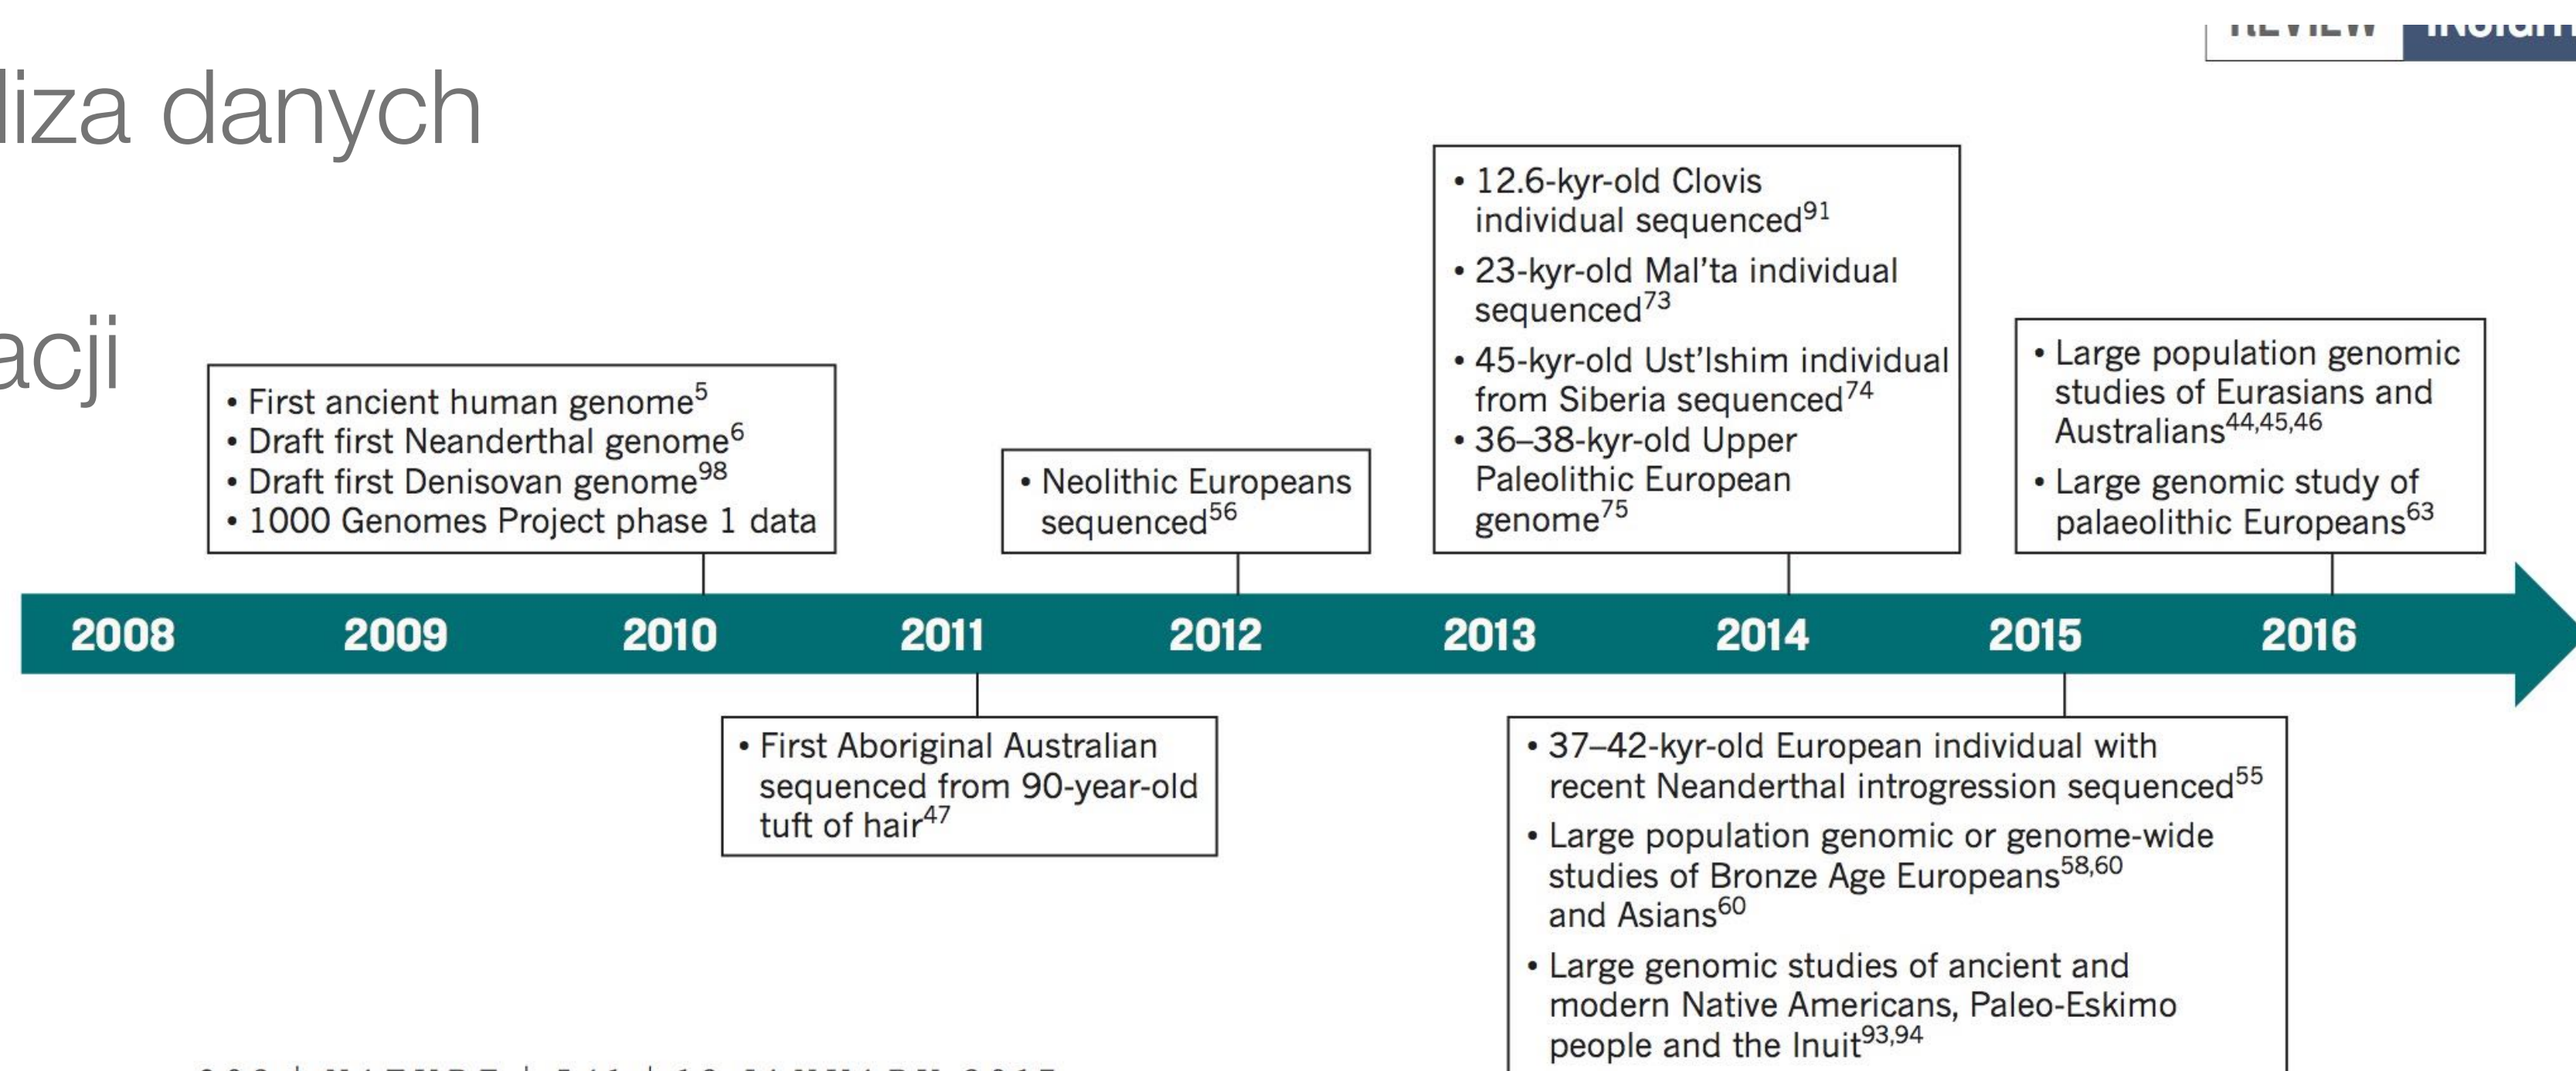 liza danych
acji
REVIEW
• 12.6-kyr-old Clovis
individual sequenced91
• 23-kyr-old Mal'ta individual
sequenced73
• 45-kyr-old Ust'Ishim individual
from Siberia sequenced74
• 36–38-kyr-old Upper
Paleolithic European
genome75
• Large population genomic
studies of Eurasians and
Australians44,45,46
• Large genomic study of
palaeolithic Europeans63
• First ancient human genome5
• Draft first Neanderthal genome6
• Draft first Denisovan genome98
• 1000 Genomes Project phase 1 data
• Neolithic Europeans
sequenced56
2008 2009 2010 2011 2012 2013 2014 2015 2016
• First Aboriginal Australian
sequenced from 90-year-old
tuft of hair47
• 37–42-kyr-old European individual with
recent Neanderthal introgression sequenced55
• Large population genomic or genome-wide
studies of Bronze Age Europeans58,60
and Asians60
• Large genomic studies of ancient and
modern Native Americans, Paleo-Eskimo
people and the Inuit93,94